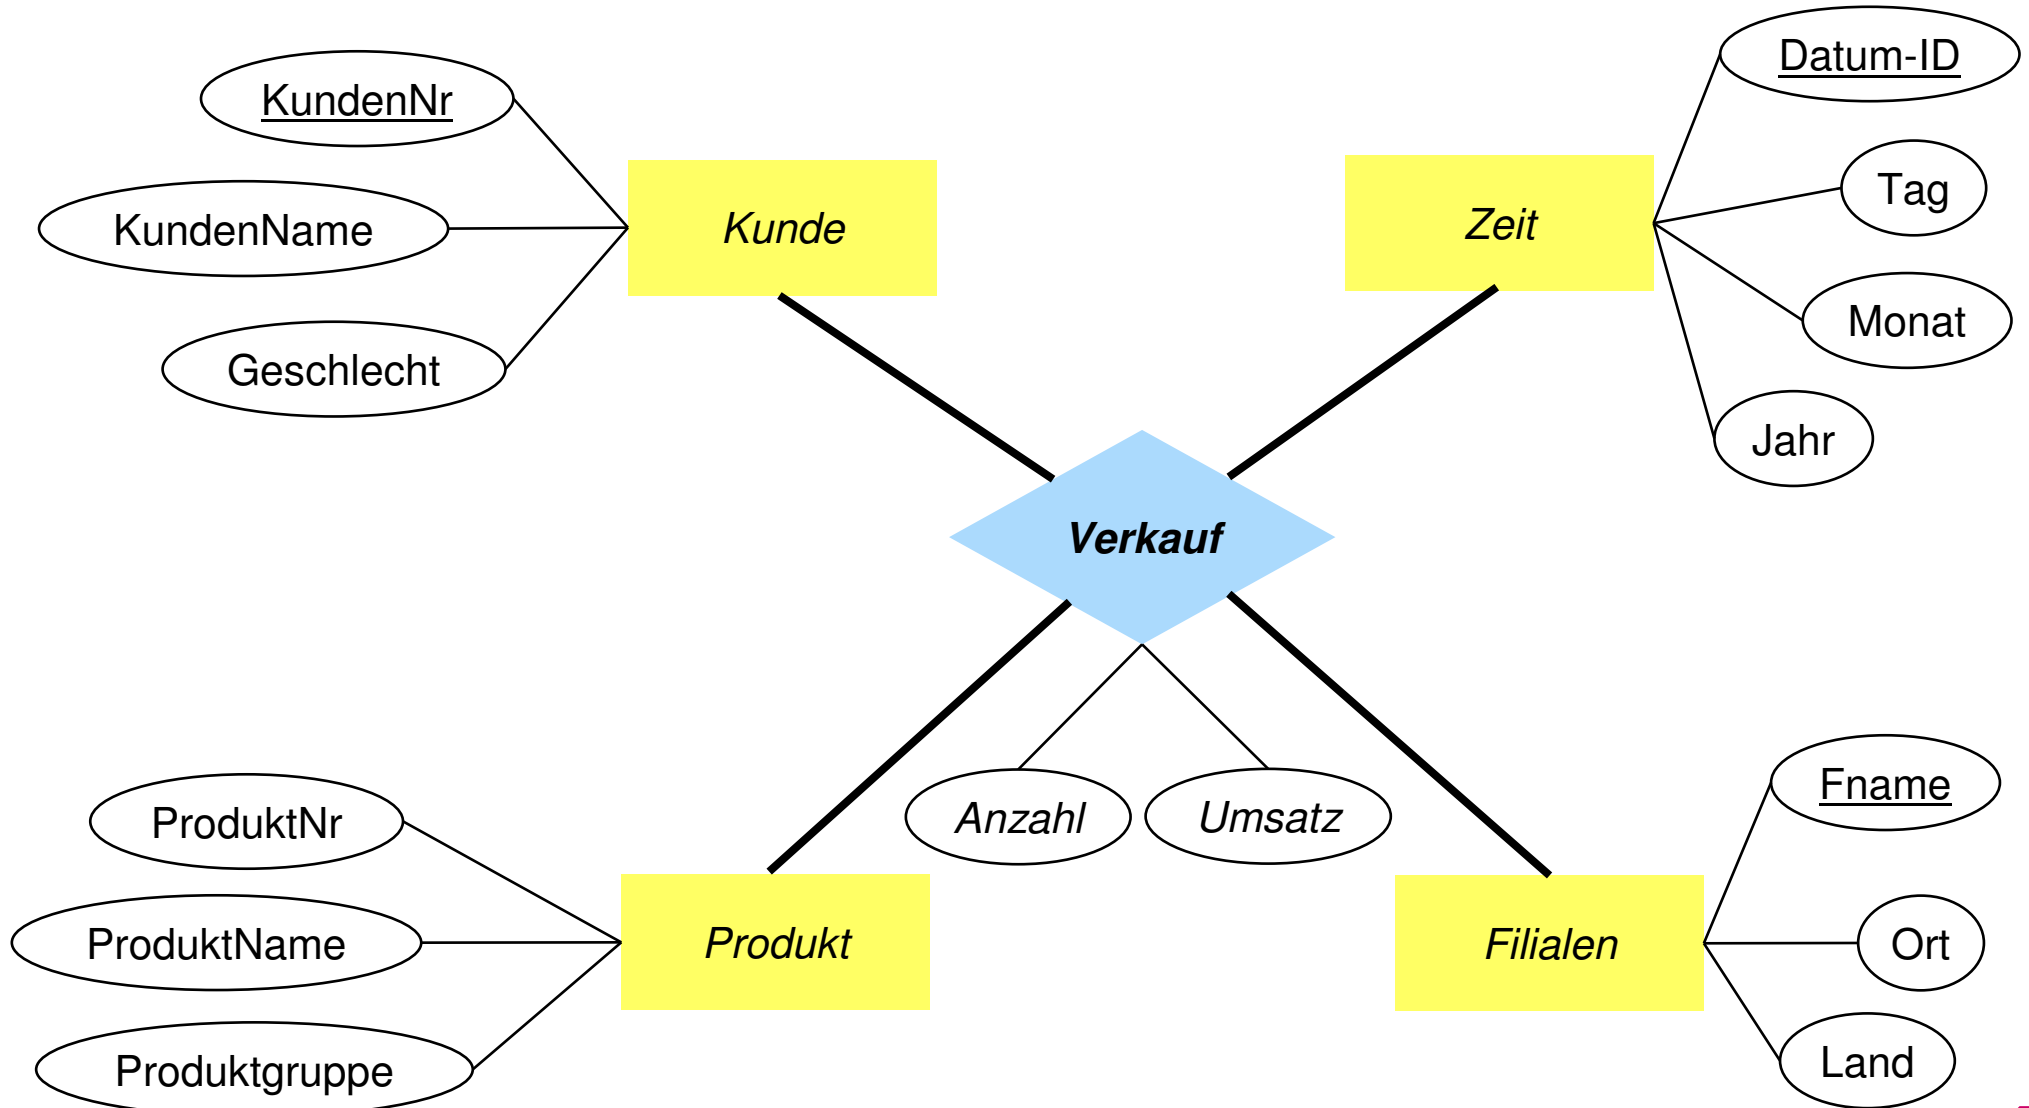 KundenNr
KundenName
Geschlecht
Kunde
Zeit
Datum-ID
Tag
Monat
Jahr
Verkauf
Anzahl
Umsatz
ProduktNr
ProduktName
Produktgruppe
Produkt
Filialen
Fname
Ort
Land